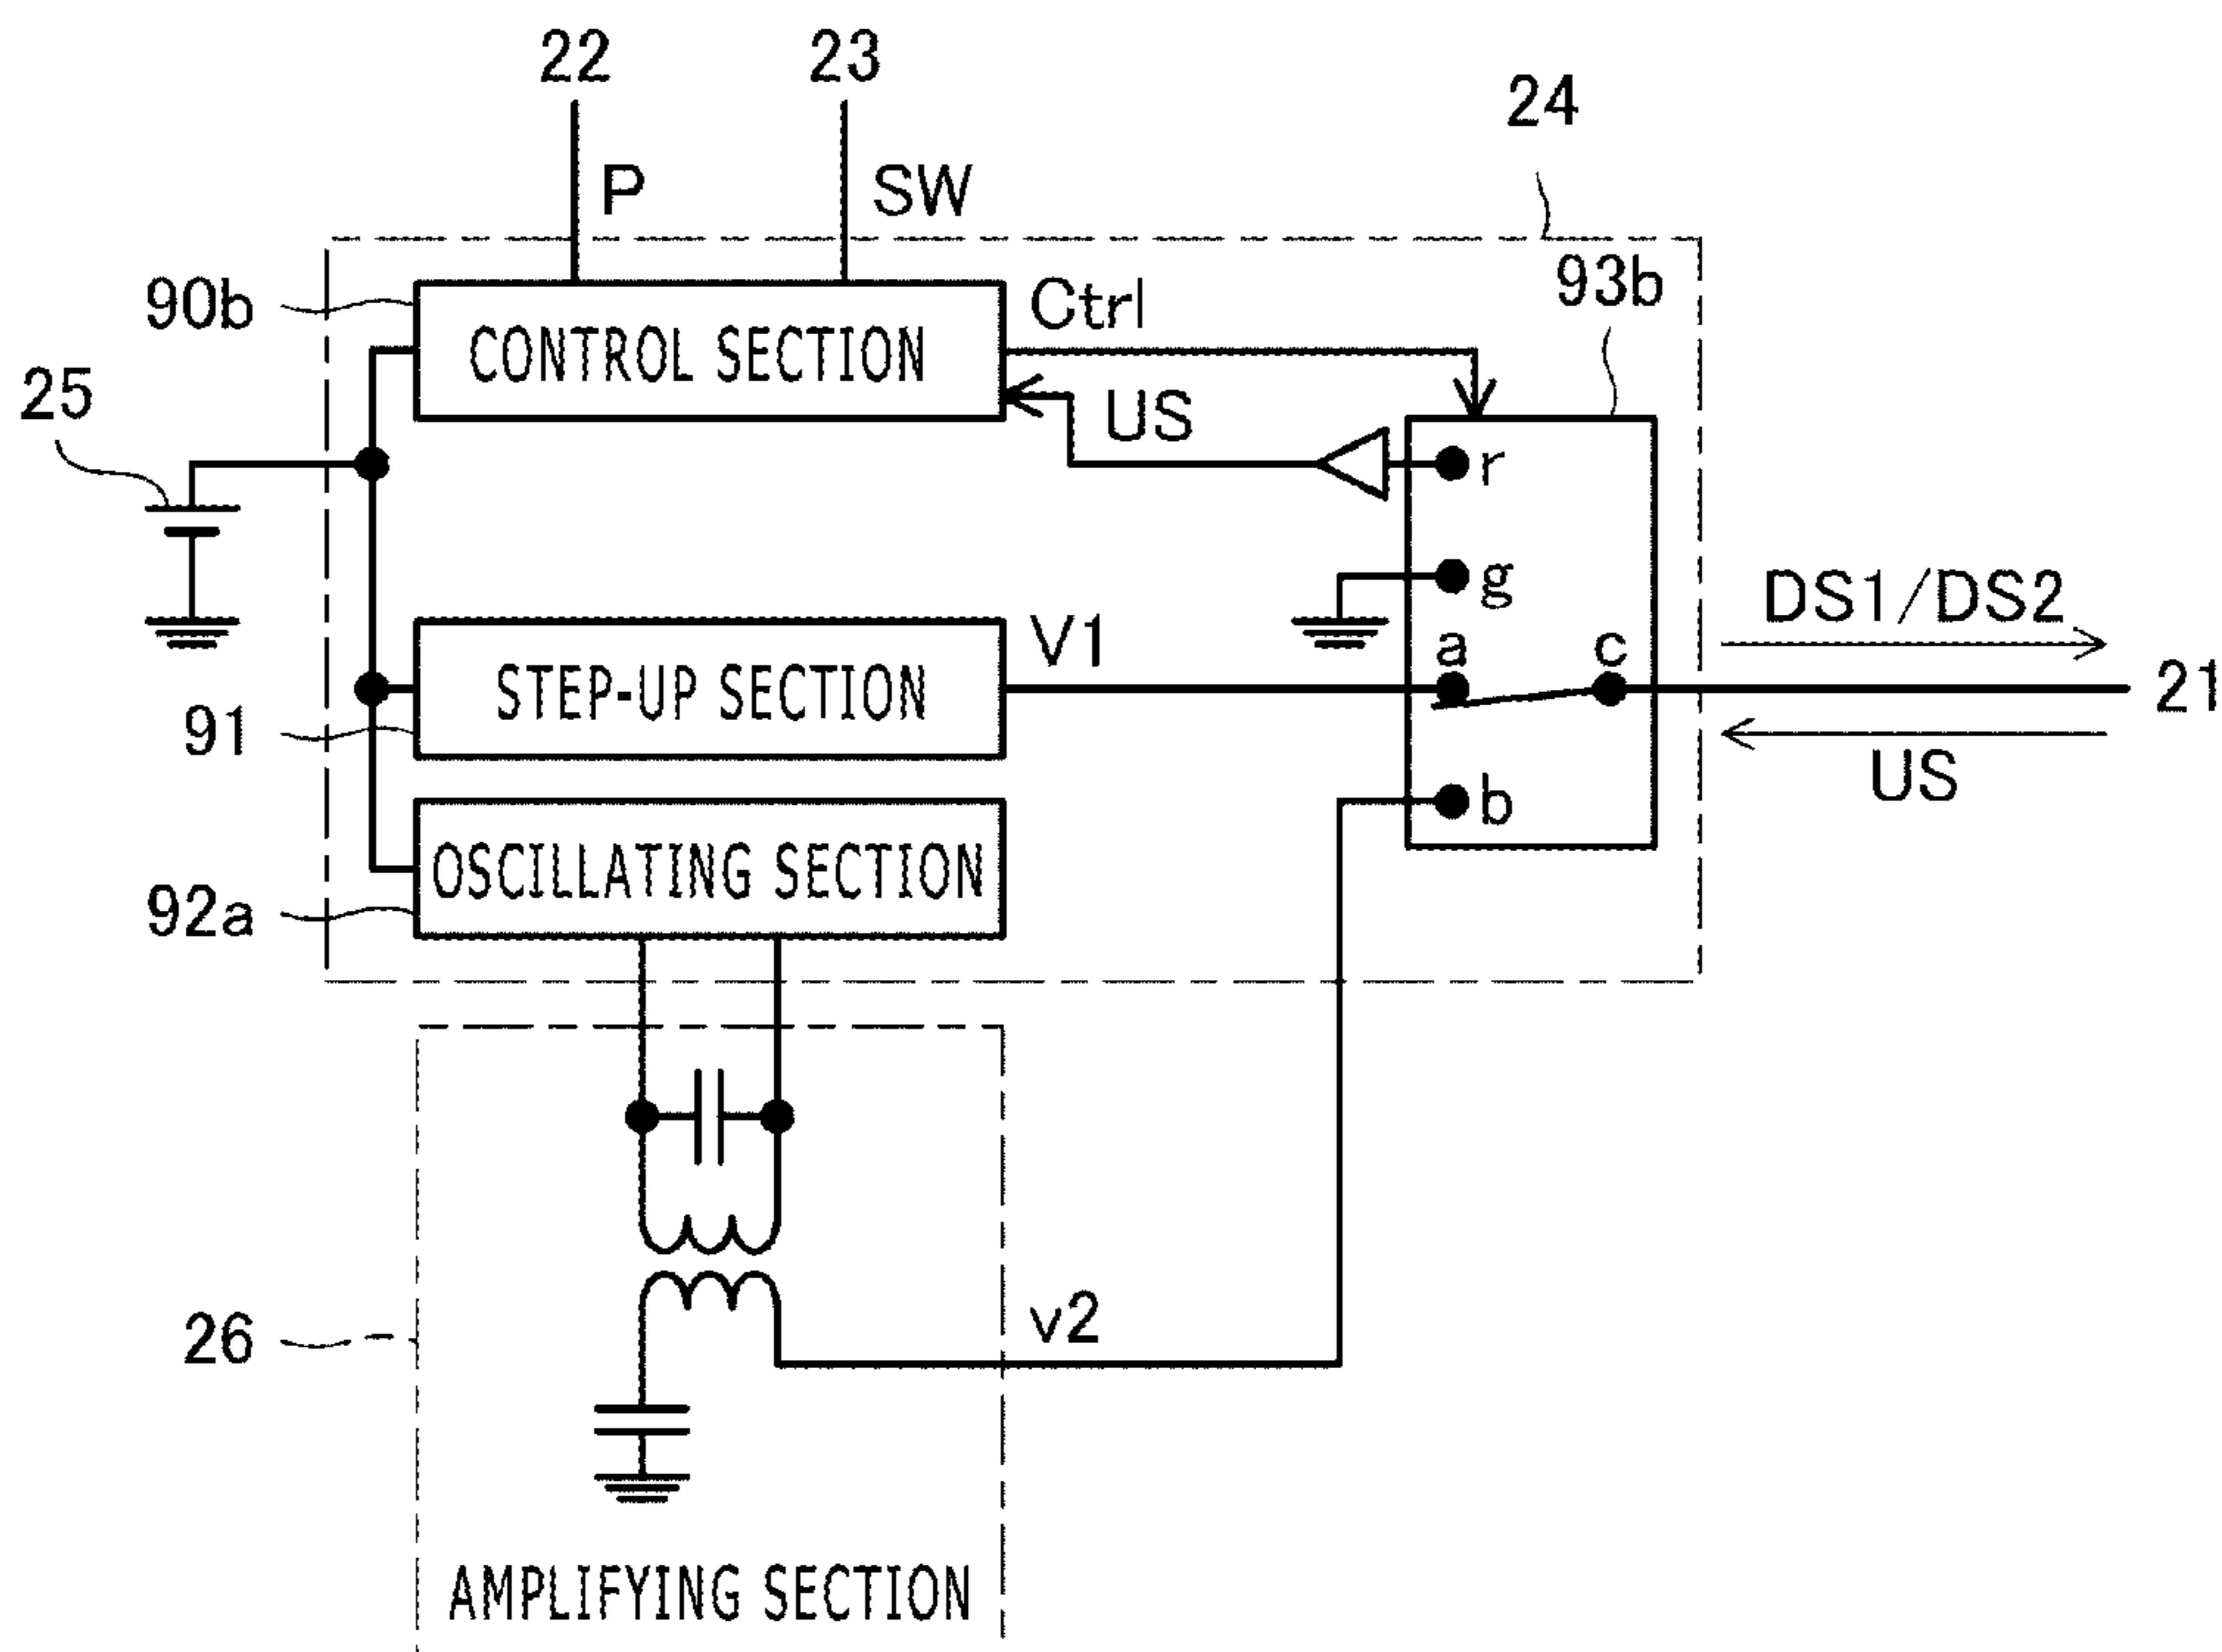 22
23
24
P
SW
90b
Ctrl
93b
CONTROL SECTION
25
US
r
g
DS1/DS2
V1
a
c
STEP-UP SECTION
21
91
US
b
OSCILLATING SECTION
92a
v2
26
AMPLIFYING SECTION